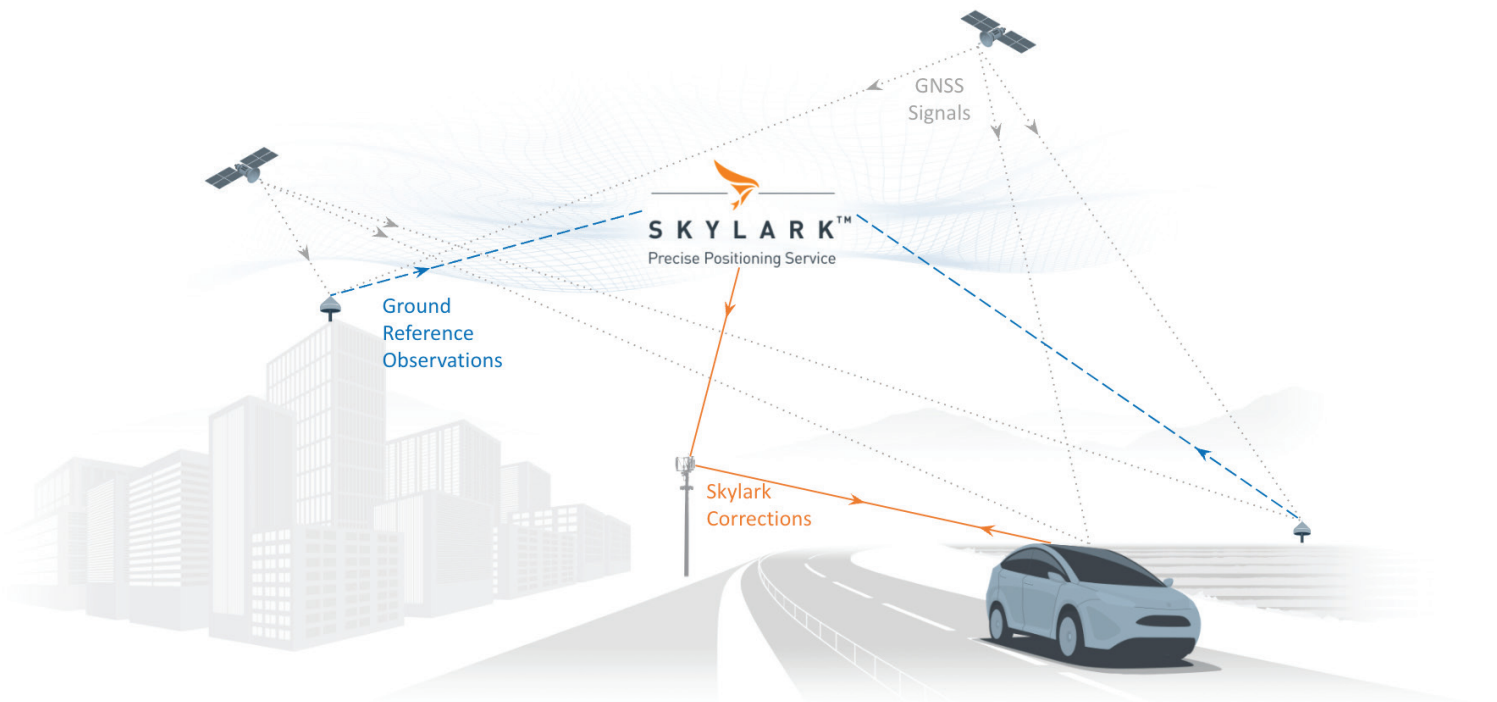 GNSS
Signals
SKYLARK™
Precise Positioning Service
Ground
Reference
Observations
Skylark
Corrections